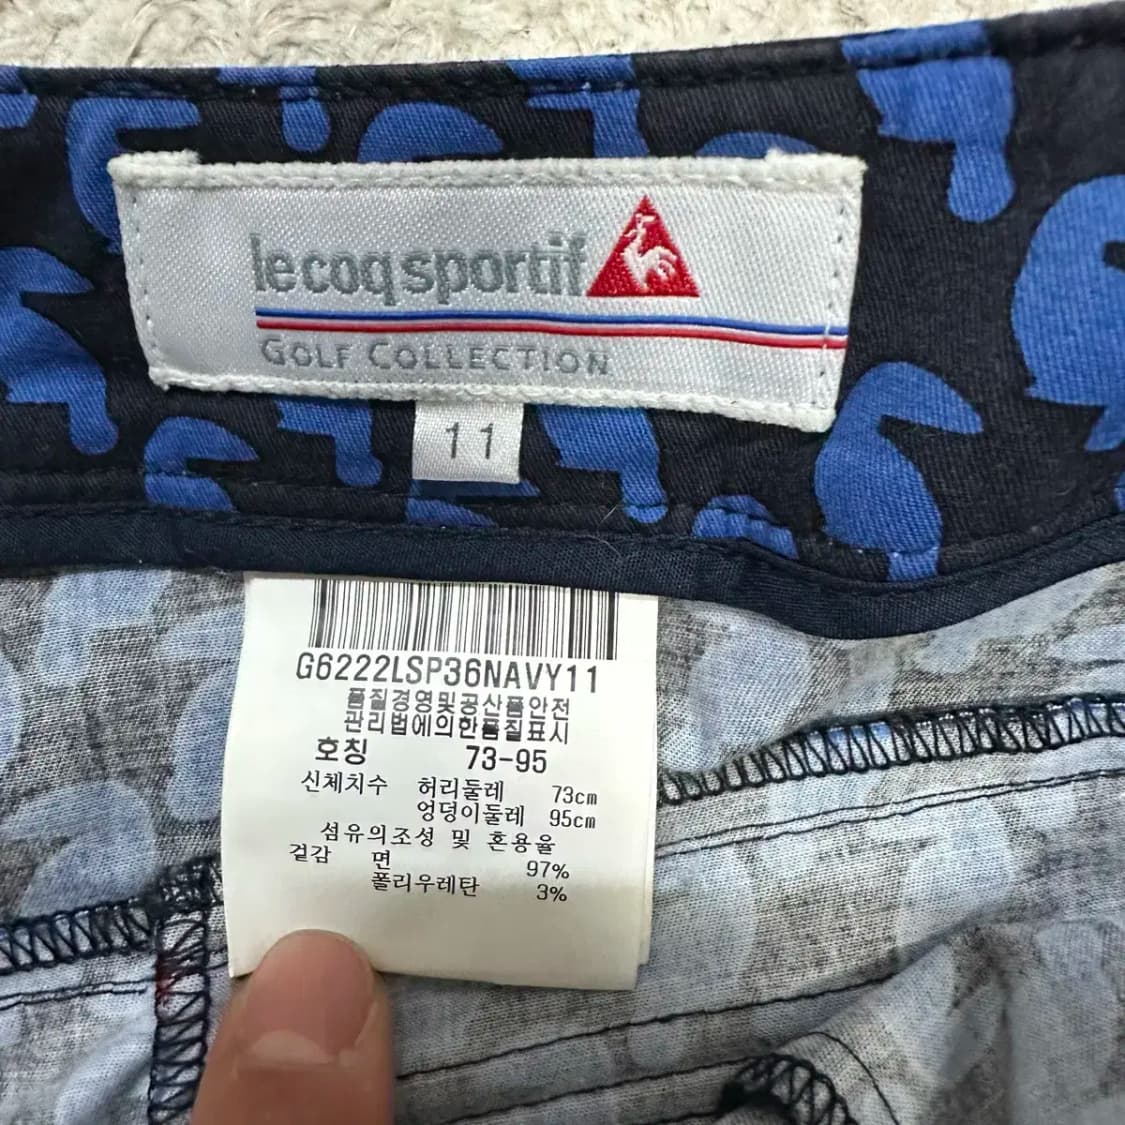 le coq sportif
GOLF COLLECTION
11
G6222LSP36NAVY11
품질경영및공산품안전
관리법에의한품질표시
호칭 73-95
신체치수 허리둘레 73cm
엉덩이둘레 95cm
섬유의조성 및 혼용율
겉감 면 97%
폴리우레탄 3%